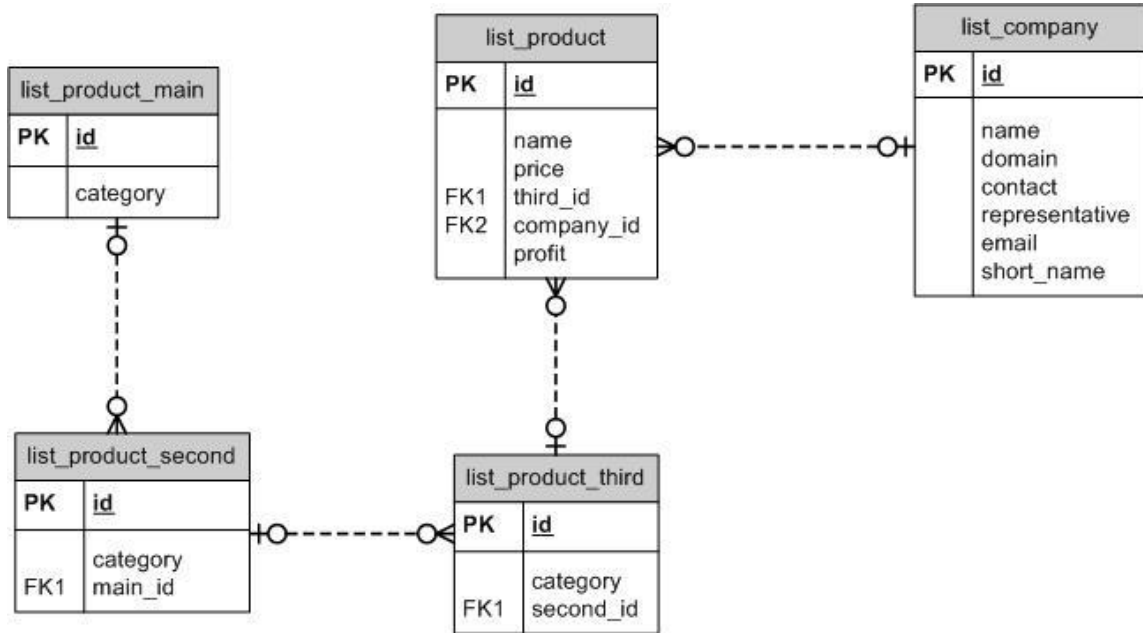 list_product_main
PK id
category
list_product
PK id
name
price
FK1 third_id
FK2 company_id
profit
list_company
PK id
name
domain
contact
representative
email
short_name
list_product_second
PK id
category
FK1 main_id
list_product_third
PK id
category
FK1 second_id